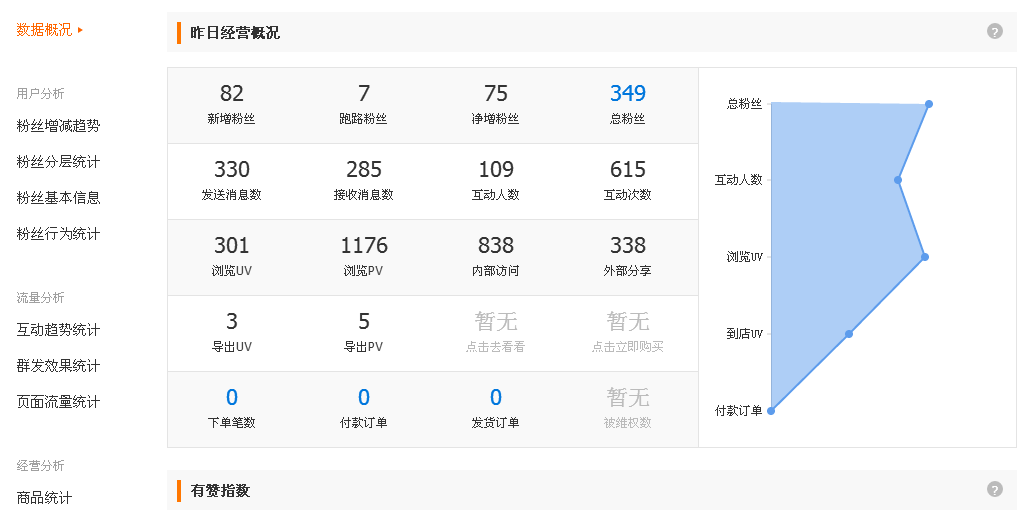 数据概况
用户分析
粉丝增减趋势
粉丝分层统计
粉丝基本信息
粉丝行为统计
流量分析
互动趋势统计
群发效果统计
页面流量统计
经营分析
商品统计
昨日经营概况
?
82 7 75 349
新增粉丝 跑路粉丝 净增粉丝 总粉丝
330 285 109 615
发送消息数 接收消息数 互动人数 互动次数
301 1176 838 338
浏览UV 浏览PV 内部访问 外部分享
3 5 暂无 暂无
导出UV 导出PV 点击去看看 点击立即购买
0 0 0 暂无
下单笔数 付款订单 发货订单 被维权数
总粉丝
互动人数
浏览UV
到店UV
付款订单
有赞指数
?